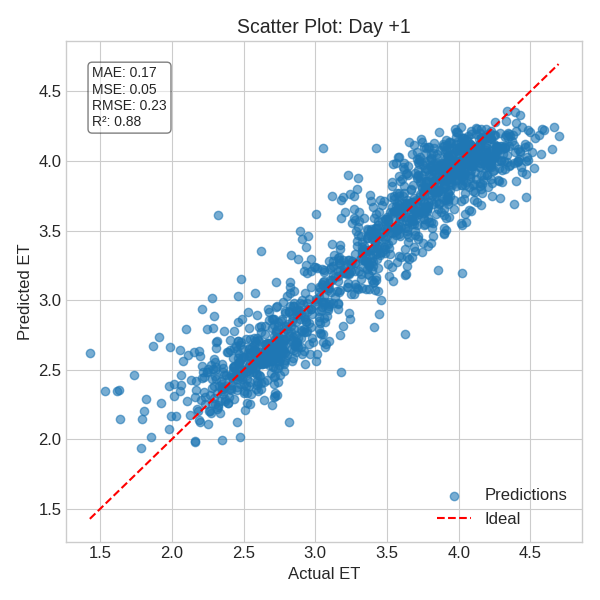 Scatter Plot: Day +1
MAE: 0.17
MSE: 0.05
RMSE: 0.23
R²: 0.88
4.5
4.0
3.5
3.0
2.5
2.0
1.5
Predicted ET
Predictions
Ideal
1.5 2.0 2.5 3.0 3.5 4.0 4.5
Actual ET